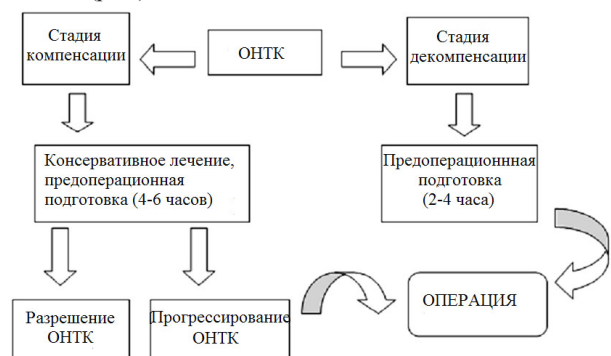 Стадия
компенсации
ОНТК
Стадия
декомпенсации
Консервативное лечение,
предоперационная
подготовка (4-6 часов)
Предоперационнная
подготовка
(2-4 часа)
Разрешение
ОНТК
Прогрессирование
ОНТК
ОПЕРАЦИЯ